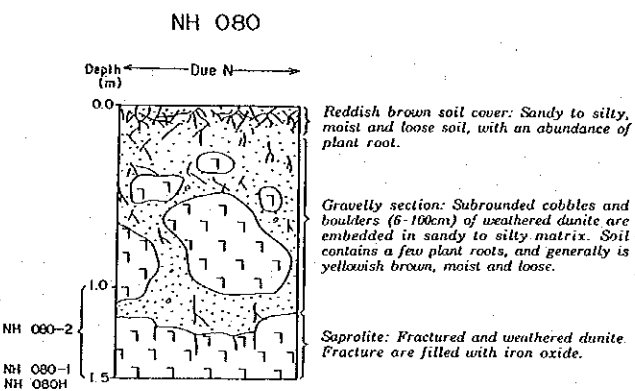 NH 080
Depth
(m)
Due N
0.0
Reddish brown soil cover: Sandy to silty,
moist and loose soil, with an abundance of
plant root.
Gravelly section: Subrounded cobbles and
boulders (6-100cm) of weathered dunite are
embedded in sandy to silty matrix. Soil
contains a few plant roots, and generally is
yellowish brown, moist and loose.
1.0
NH 080-2
Saprolite: Fractured and weathered dunite.
Fracture are filled with iron oxide.
NH 080-1
NH 080H
1.5